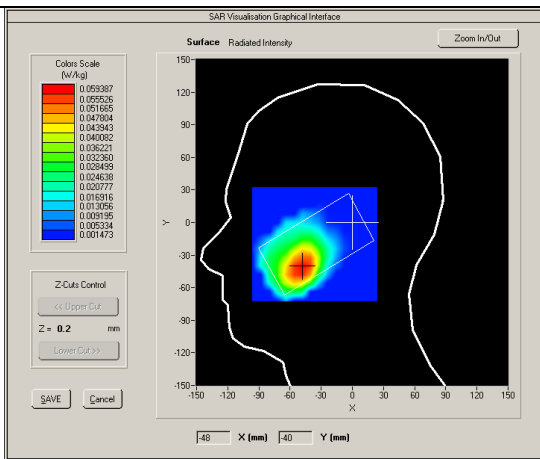 SAR Visualisation Graphical Interface
Surface Radiated Intensity
Zoom In/Out
Colors Scale
(W/kg)
0.059387
0.055526
0.051665
0.047804
0.043943
0.040082
0.036221
0.032360
0.028499
0.024638
0.020777
0.016916
0.013056
0.009195
0.005334
0.001473
Z-Cuts Control
<< Upper Cut
Z = 0.2 mm
Lower Cut >>
SAVE Cancel
150-
120-
90-
60-
30-
0-
-30-
-60-
-90-
-120-
-150-
Y
-150 -120 -90 -60 -30 0 30 60 90 120 150
X
-48 X (mm) -40 Y (mm)